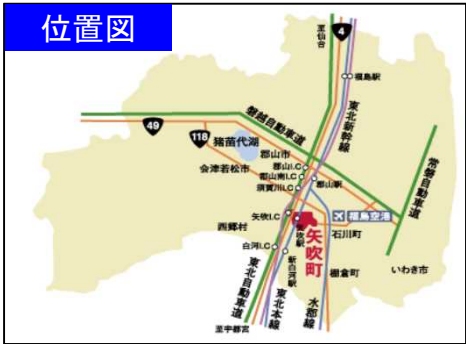 位置図
至仙台
4
福島駅
東北新幹線
磐越自動車道
49
118
猪苗代湖
郡山市
郡山I.C
会津若松市
郡山南I.C
郡山駅
須賀川I.C
常磐自動車道
矢吹I.C
矢吹駅
福島空港
西郷村
矢吹町
石川町
白河I.C
新白河駅
棚倉町
いわき市
東北自動車道
東北本線
水郡線
至宇都宮